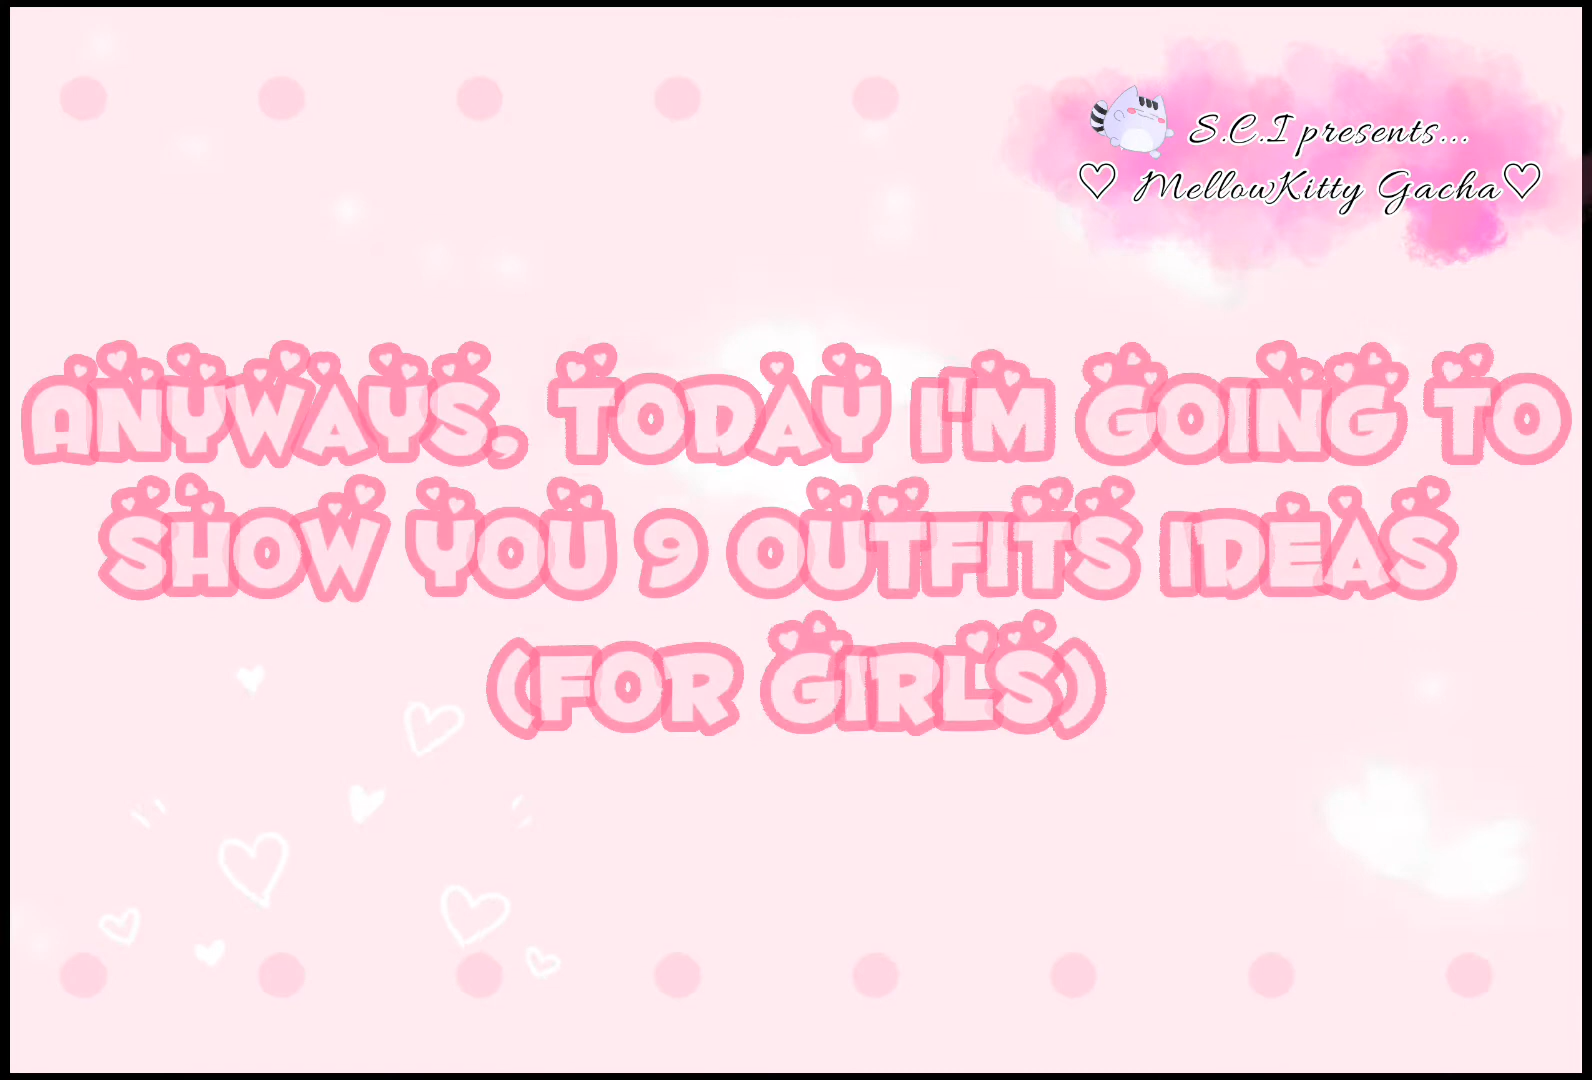 S.C.I presents...
♡ MellowKitty Gacha♡
ANYWAYS, TODAY I'M GOING TO
SHOW YOU 9 OUTFITS IDEAS
(FOR GIRLS)